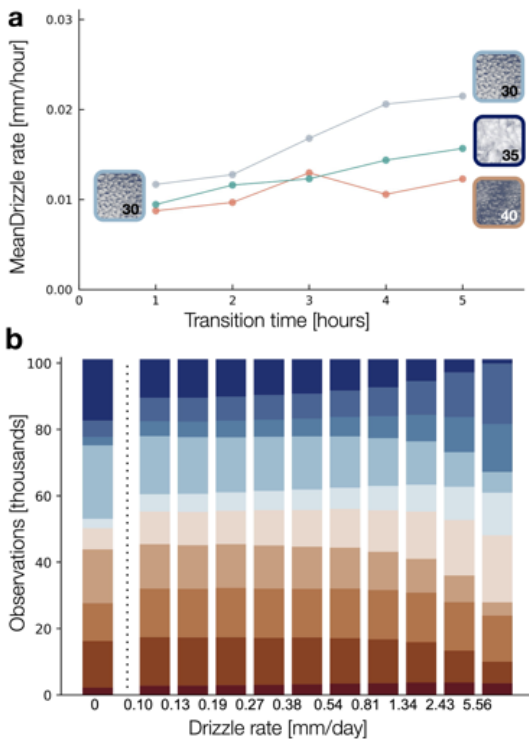 a
MeanDrizzle rate [mm/hour]
0.03
0.02
0.01
0.00
30
30
35
40
0 1 2 3 4 5
Transition time [hours]
b
Observations [thousands]
100
80
60
40
20
0
0 0.10 0.13 0.19 0.27 0.38 0.54 0.81 1.34 2.43 5.56
Drizzle rate [mm/day]